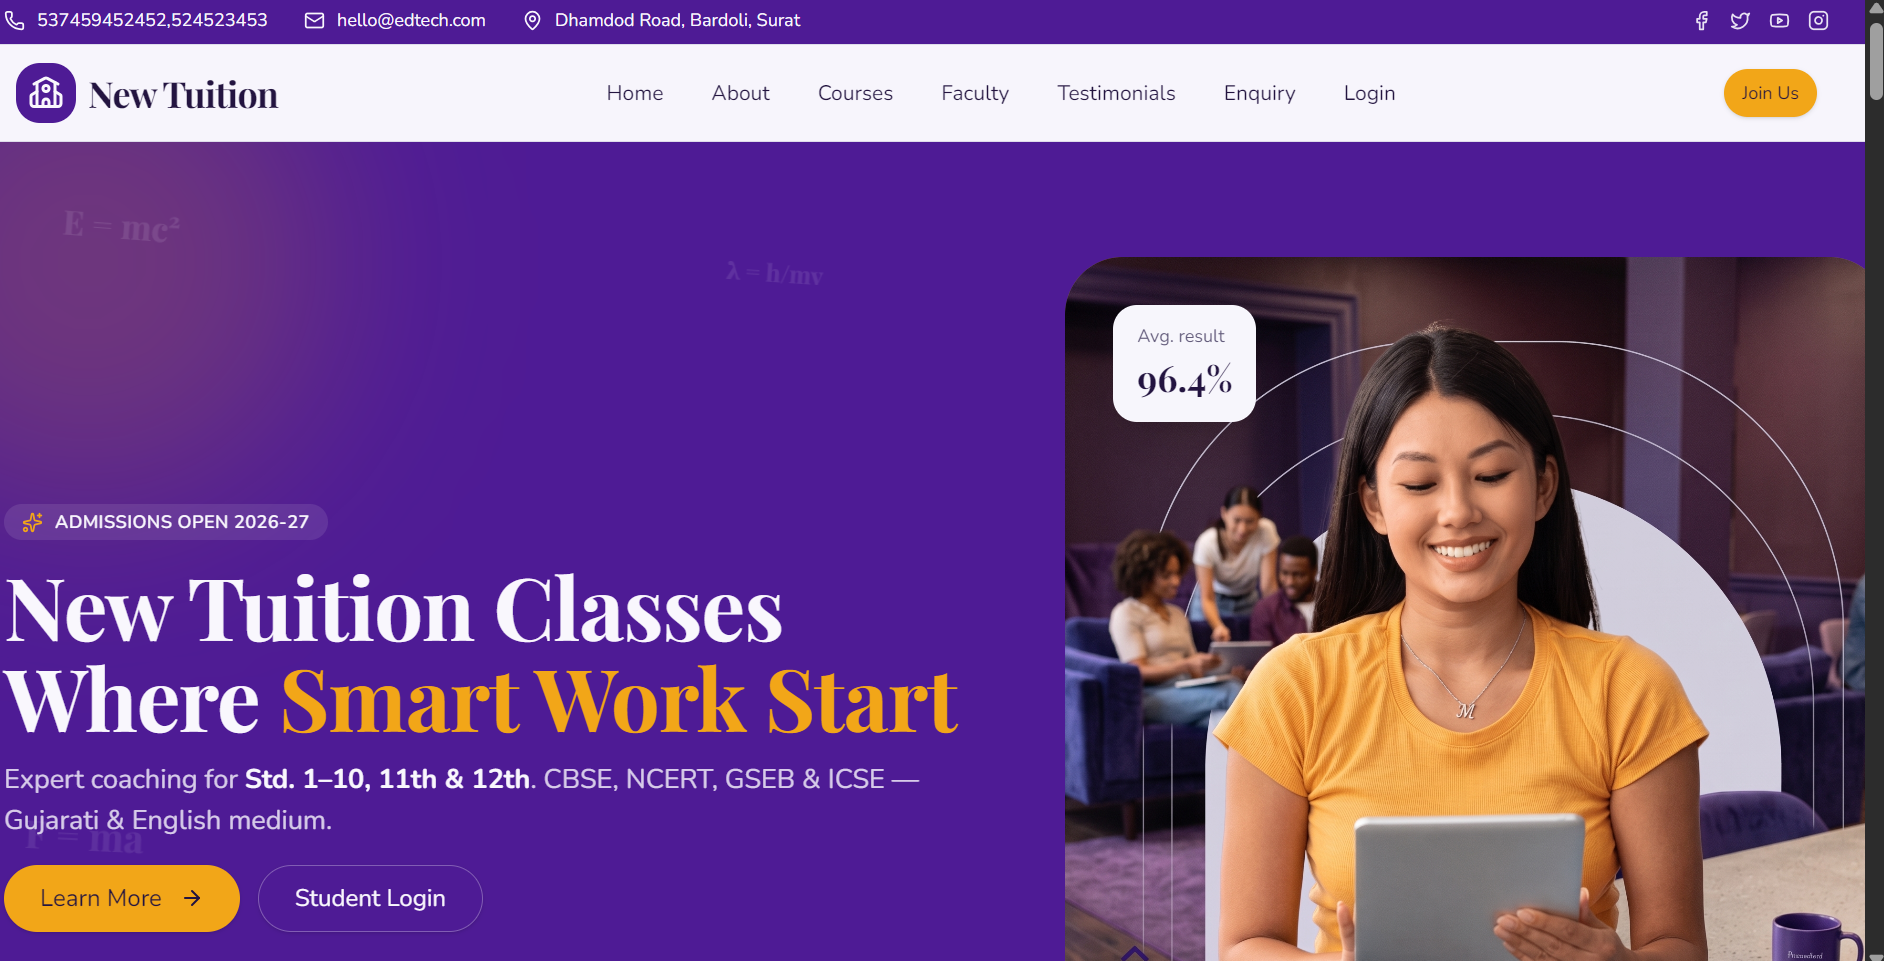 537459452452,524523453
hello@edtech.com
Dhamdod Road, Bardoli, Surat
New Tuition
Home
About
Courses
Faculty
Testimonials
Enquiry
Login
Join Us
E = mc²
λ = h/mv
Avg. result
96.4%
ADMISSIONS OPEN 2026-27
New Tuition Classes
Where Smart Work Start
Expert coaching for Std. 1–10, 11th & 12th. CBSE, NCERT, GSEB & ICSE —
Gujarati & English medium.
F = ma
Learn More
Student Login
M